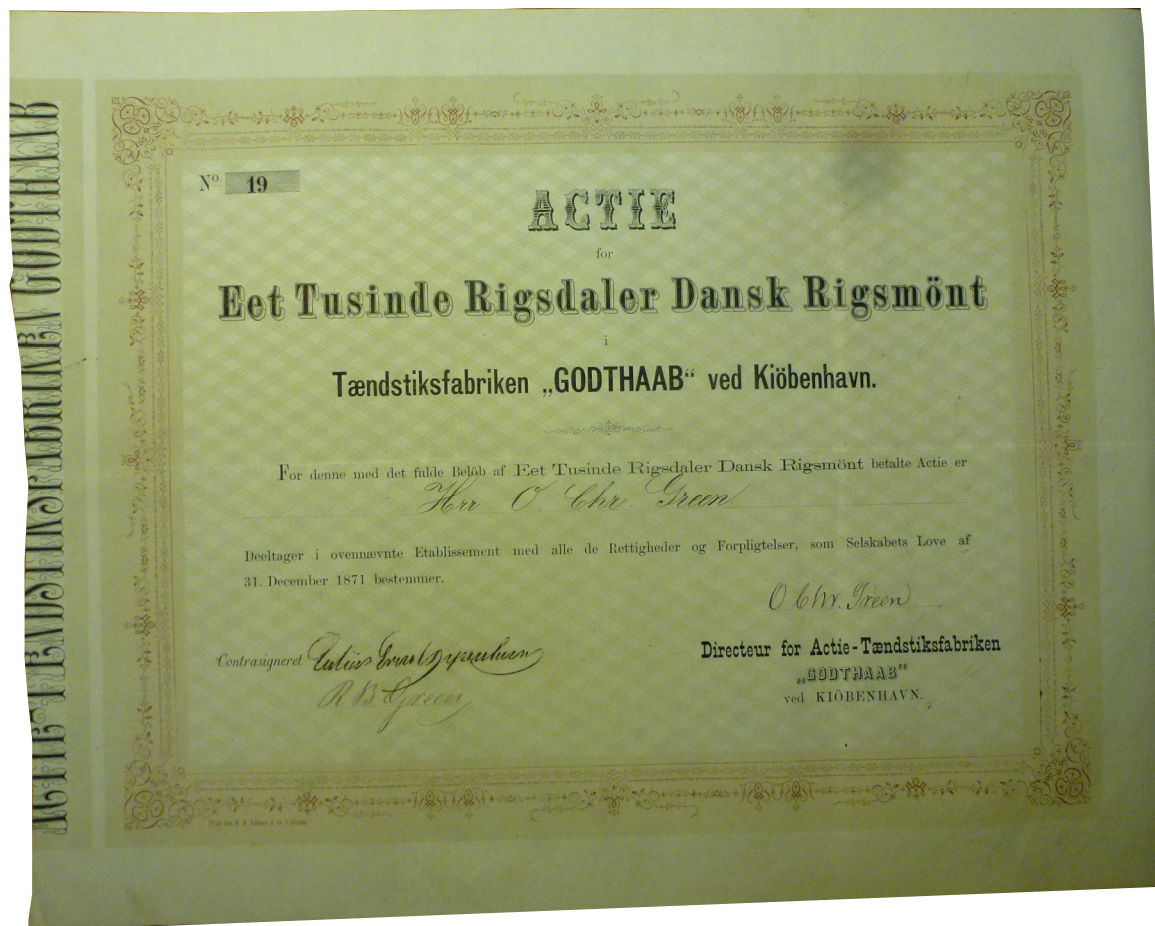 No. 19
ACTIE
for
Eet Tusinde Rigsdaler Dansk Rigsmönt
i
Tændstiksfabriken „GODTHAAB“ ved Kiöbenhavn.
For denne med det fulde Belöb af Eet Tusinde Rigsdaler Dansk Rigsmönt betalte Actie er
Hrr. O. Chr. Green
Deeltager i ovennævnte Etablissement med alle de Rettigheder og Forpligtelser, som Selskabets Love af
31. December 1871 bestemmer.
O Chr. Green
Directeur for Actie-Tændstiksfabriken
„GODTHAAB“
ved KIÖBENHAVN.
Contrasigneret
R B Green
ACTIE TÆNDSTIKSFABRIKEN GODTHAAB